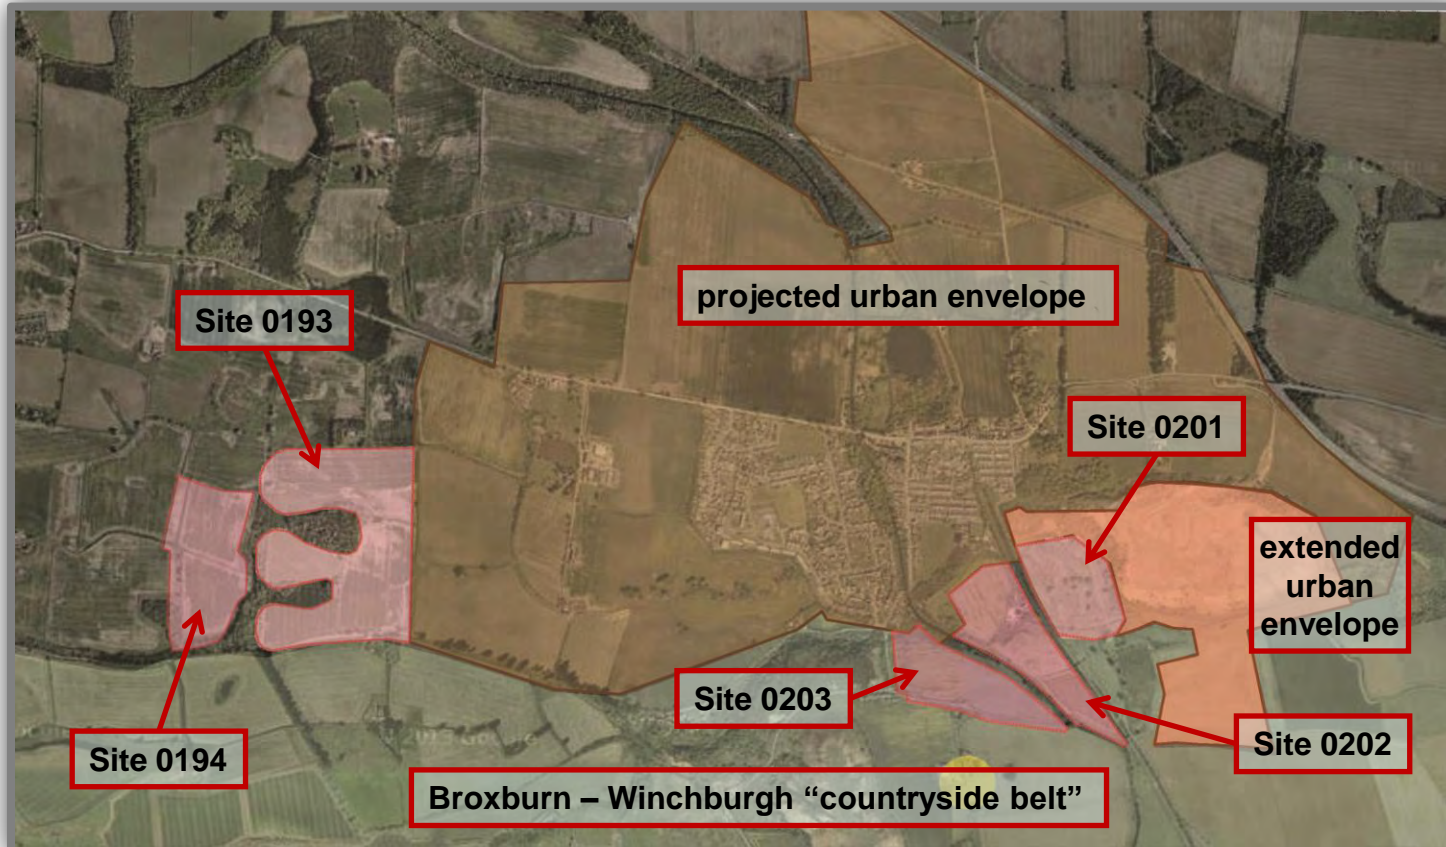 projected urban envelope
Site 0193
Site 0201
extended
urban
envelope
Site 0203
Site 0202
Site 0194
Broxburn – Winchburgh “countryside belt”